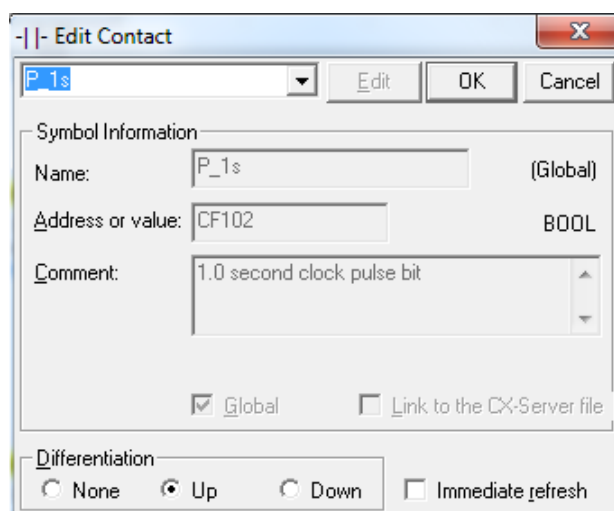 -| |- Edit Contact
P_1s Edit OK Cancel
Symbol Information
Name: P_1s (Global)
Address or value: CF102 BOOL
Comment: 1.0 second clock pulse bit
Global Link to the CX-Server file
Differentiation
None Up Down Immediate refresh